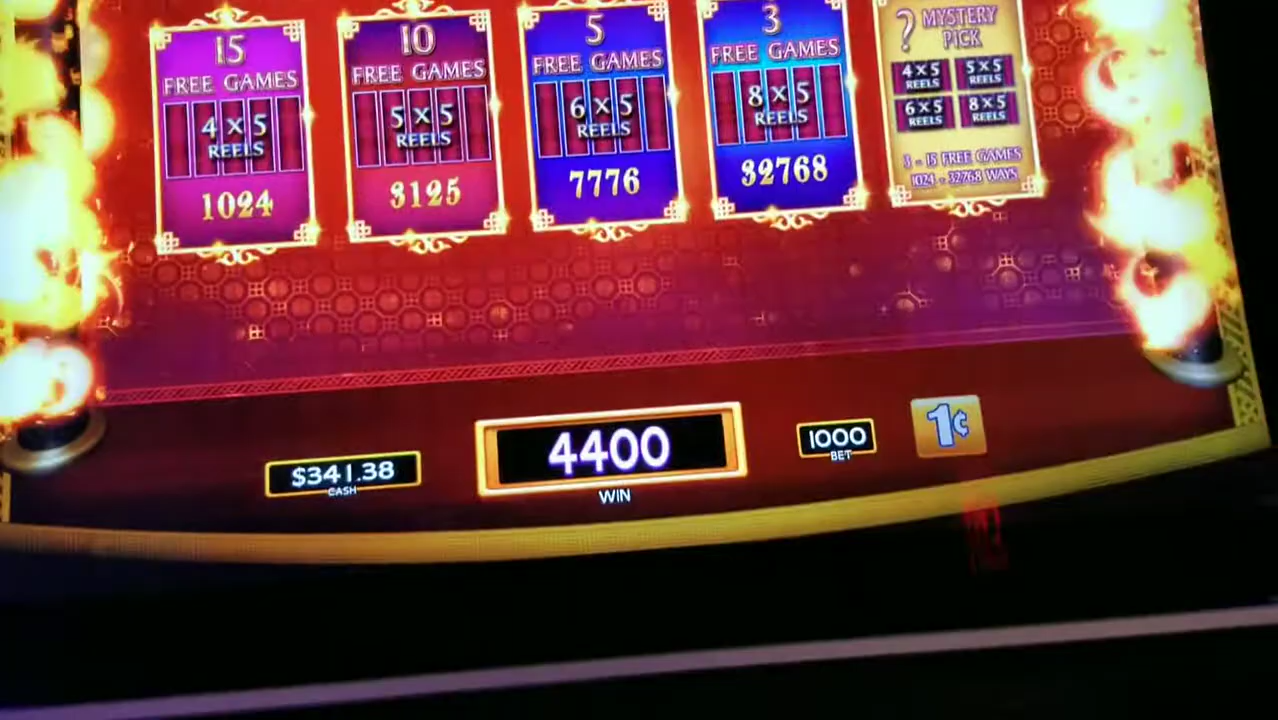 15
FREE GAMES
4 X 5
REELS
1024
10
FREE GAMES
5 X 5
REELS
3125
5
FREE GAMES
6 X 5
REELS
7776
3
FREE GAMES
8 X 5
REELS
32768
? MYSTERY
PICK
4 X 5
REELS
5 X 5
REELS
6 X 5
REELS
8 X 5
REELS
3 - 15 FREE GAMES
1024 - 32768 WAYS
$341.38
CASH
4400
WIN
1000
BET
1¢